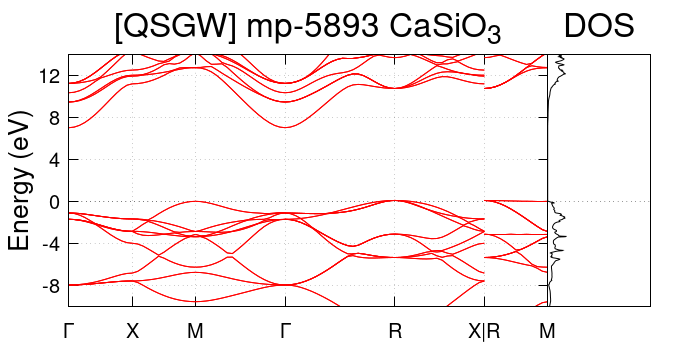 [QSGW] mp-5893 CaSiO₃ DOS
Energy (eV)
12
8
4
0
-4
-8
Γ X M Γ R X|R M